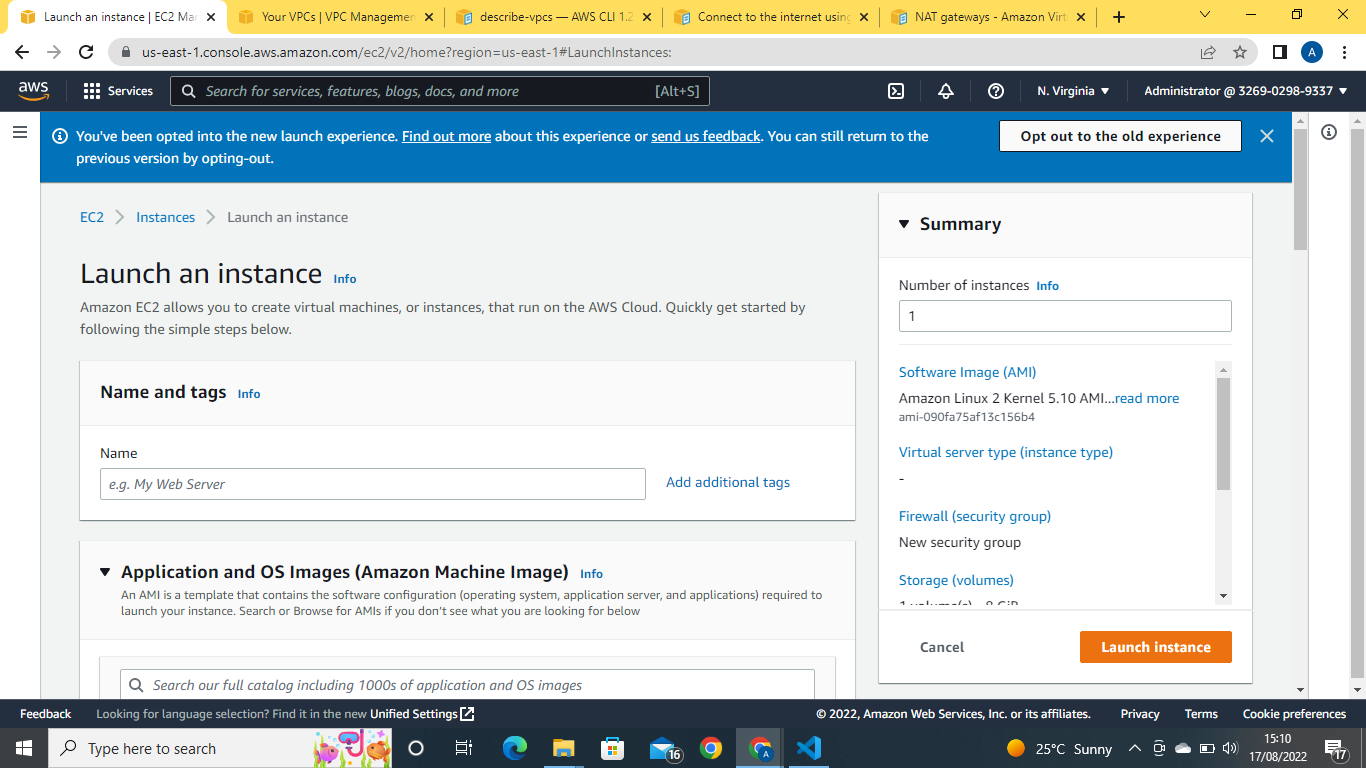 Launch an instance | EC2 Ma
Your VPCs | VPC Managemen
describe-vpcs — AWS CLI 1.2
Connect to the internet using
NAT gateways - Amazon Virt
us-east-1.console.aws.amazon.com/ec2/v2/home?region=us-east-1#LaunchInstances:
A
aws
Services
Search for services, features, blogs, docs, and more
[Alt+S]
N. Virginia
Administrator @ 3269-0298-9337
You've been opted into the new launch experience. Find out more about this experience or send us feedback. You can still return to the
previous version by opting-out.
Opt out to the old experience
EC2
Instances
Launch an instance
Launch an instance Info
Amazon EC2 allows you to create virtual machines, or instances, that run on the AWS Cloud. Quickly get started by
following the simple steps below.
Name and tags Info
Name
e.g. My Web Server
Add additional tags
Application and OS Images (Amazon Machine Image) Info
An AMI is a template that contains the software configuration (operating system, application server, and applications) required to
launch your instance. Search or Browse for AMIs if you don't see what you are looking for below
Search our full catalog including 1000s of application and OS images
Summary
Number of instances Info
1
Software Image (AMI)
Amazon Linux 2 Kernel 5.10 AMI...read more
ami-090fa75af13c156b4
Virtual server type (instance type)
-
Firewall (security group)
New security group
Storage (volumes)
1 volume(s) - 8 GiB
Cancel
Launch instance
Feedback
Looking for language selection? Find it in the new Unified Settings
© 2022, Amazon Web Services, Inc. or its affiliates.
Privacy
Terms
Cookie preferences
Type here to search
16
A
25°C Sunny
15:10
17/08/2022
17